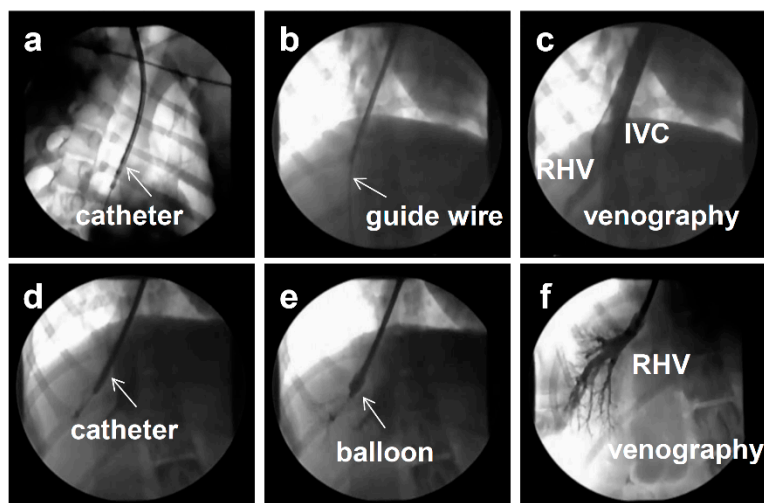 a
catheter
b
guide wire
c
IVC
RHV
venography
d
catheter
e
balloon
f
RHV
venography